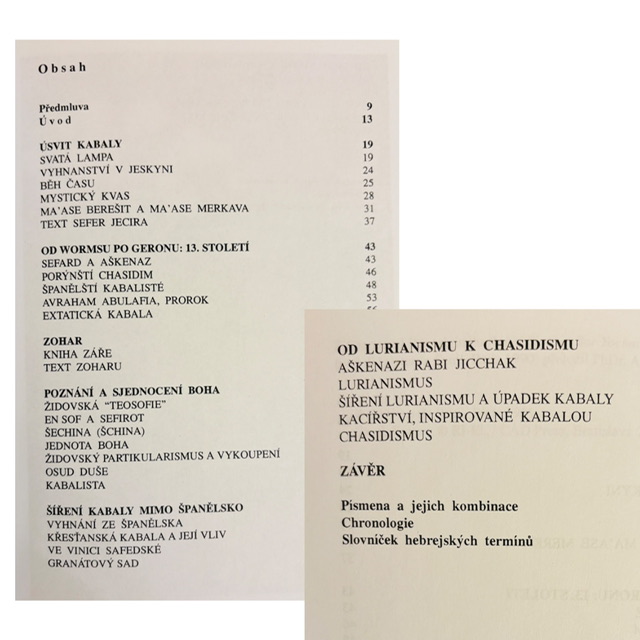 Obsah
Předmluva 9
Úvod 13
ÚSVIT KABALY 19
SVATÁ LAMPA 19
VYHNANSTVÍ V JESKYNI 24
BĚH ČASU 25
MYSTICKÝ KVAS 28
MA'ASE BEREŠIT A MA'ASE MERKAVA 31
TEXT SEFER JECIRA 37
OD WORMSU PO GERONU: 13. STOLETÍ 43
SEFARD A AŠKENAZ 43
PORÝNŠTÍ CHASIDIM 46
ŠPANĚLŠTÍ KABALISTÉ 48
AVRAHAM ABULAFIA, PROROK 53
EXTATICKÁ KABALA
ZOHAR
KNIHA ZÁŘE
TEXT ZOHARU
POZNÁNÍ A SJEDNOCENÍ BOHA
ŽIDOVSKÁ "TEOSOFIE"
EN SOF A SEFIROT
ŠECHINA (ŠCHINA)
JEDNOTA BOHA
ŽIDOVSKÝ PARTIKULARISMUS A VYKOUPENÍ
OSUD DUŠE
KABALISTA
ŠÍŘENÍ KABALY MIMO ŠPANĚLSKO
VYHNÁNÍ ZE ŠPANĚLSKA
KŘESŤANSKÁ KABALA A JEJÍ VLIV
VE VINICI SAFEDSKÉ
GRANÁTOVÝ SAD
OD LURIANISMU K CHASIDISMU
AŠKENAZI RABI JICCHAK
LURIANISMUS
ŠÍŘENÍ LURIANISMU A ÚPADEK KABALY
KACÍŘSTVÍ, INSPIROVANÉ KABALOU
CHASIDISMUS
ZÁVĚR
Písmena a jejich kombinace
Chronologie
Slovníček hebrejských termínů